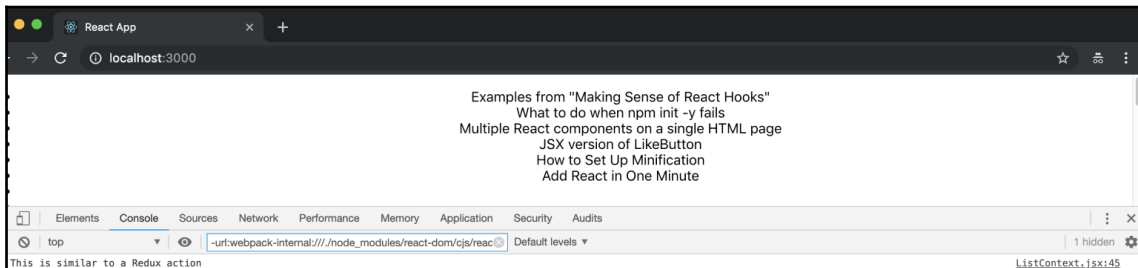 React App
localhost:3000
Examples from "Making Sense of React Hooks"
What to do when npm init -y fails
Multiple React components on a single HTML page
JSX version of LikeButton
How to Set Up Minification
Add React in One Minute
Elements Console Sources Network Performance Memory Application Security Audits
top -url:webpack-internal:///./node_modules/react-dom/cjs/reac Default levels ▼ 1 hidden
This is similar to a Redux action ListContext.jsx:45